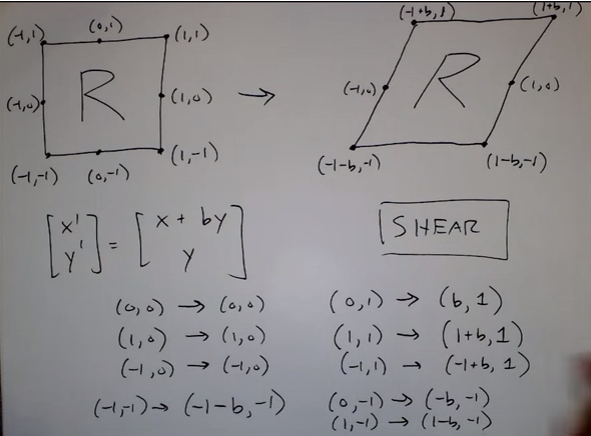 (-1,1) (0,1) (1,1)
(-1+b,1) (1+b,1)
(-1,0) R (1,0) → (-1,0) R (1,0)
(-1,-1) (0,-1) (1,-1)
(-1-b,-1) (1-b,-1)
[x' y'] = [x + by y]
SHEAR
(0,0) → (0,0)
(1,0) → (1,0)
(-1,0) → (-1,0)
(-1,-1) → (-1-b,-1)
(0,1) → (b,1)
(1,1) → (1+b,1)
(-1,1) → (-1+b,1)
(0,-1) → (-b,-1)
(1,-1) → (1-b,-1)